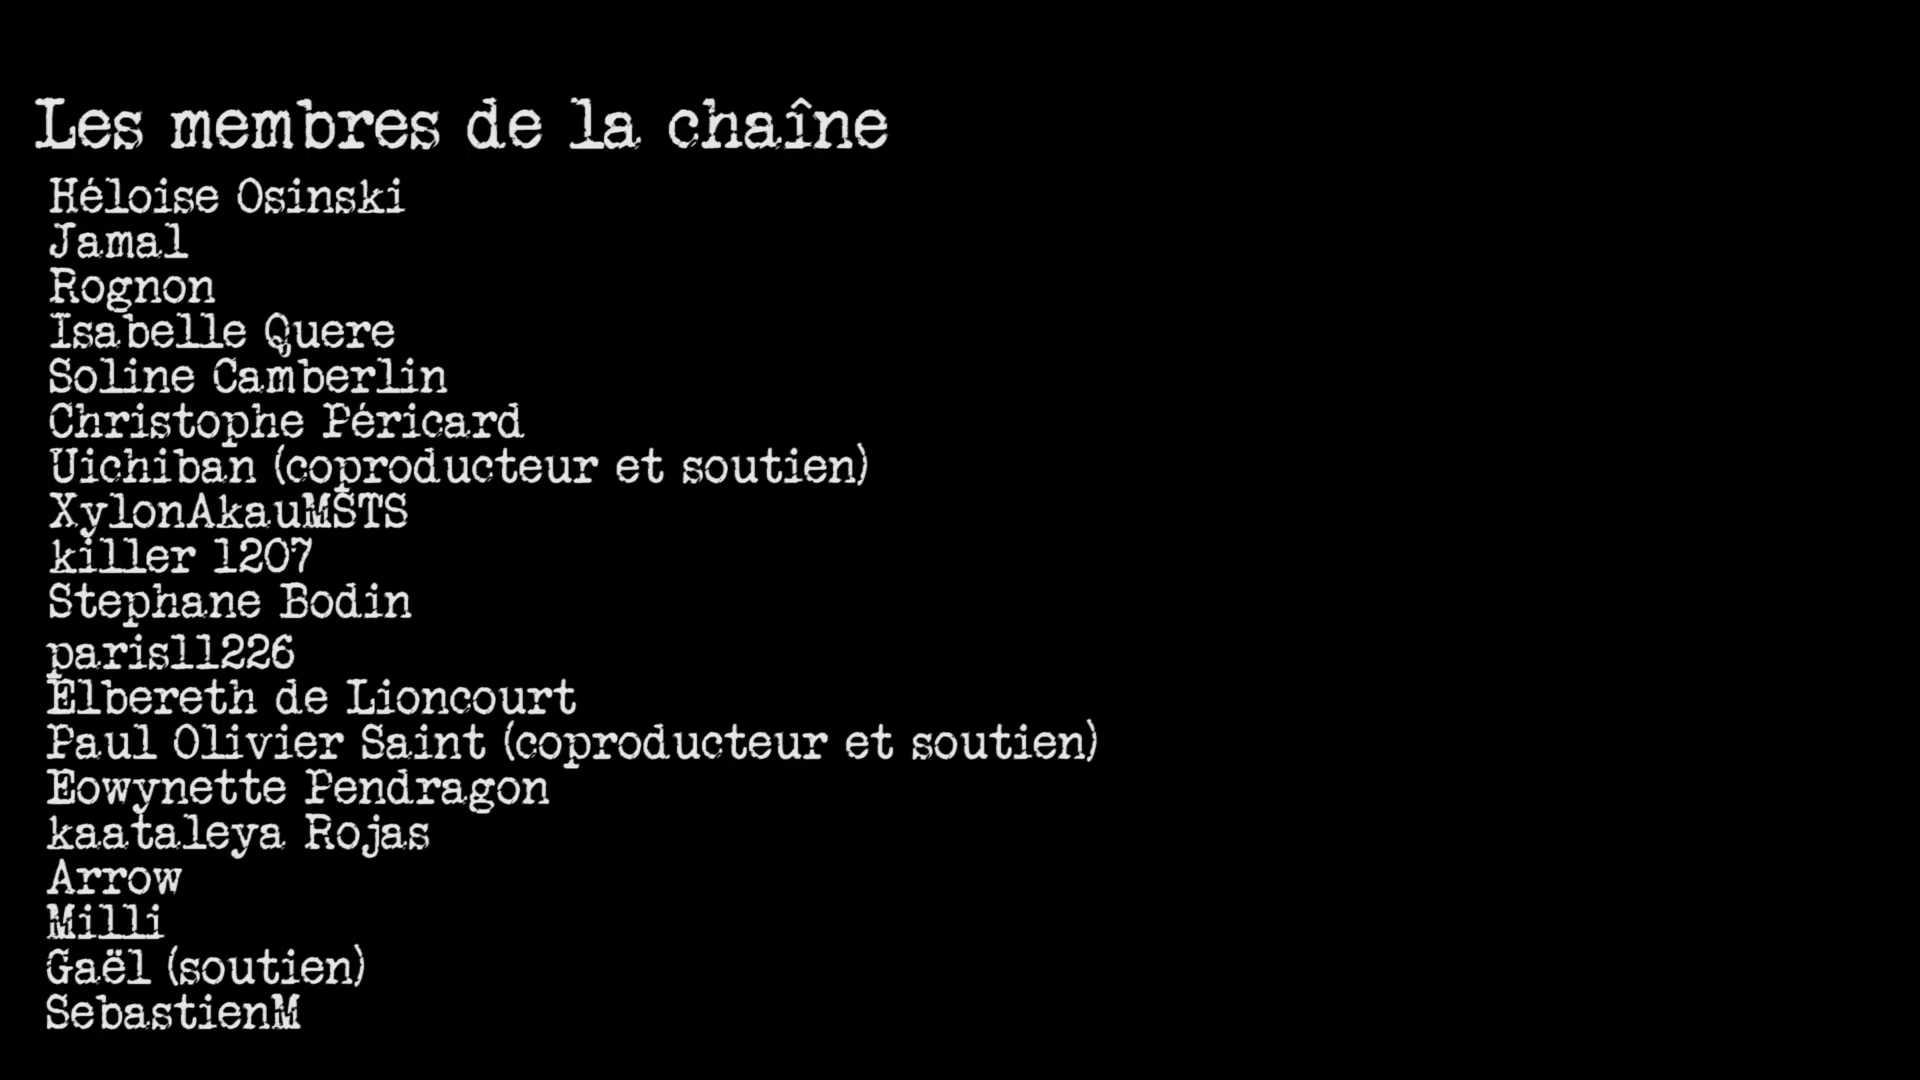 Les membres de la chaîne
Héloise Osinski
Jamal
Rognon
Isabelle Quere
Soline Camberlin
Christophe Péricard
Uichiban (coproducteur et soutien)
XylonAkauMSTS
killer 1207
Stephane Bodin
paris11226
Elbereth de Lioncourt
Paul Olivier Saint (coproducteur et soutien)
Eowynette Pendragon
kaataleya Rojas
Arrow
Milli
Gaël (soutien)
SebastienM